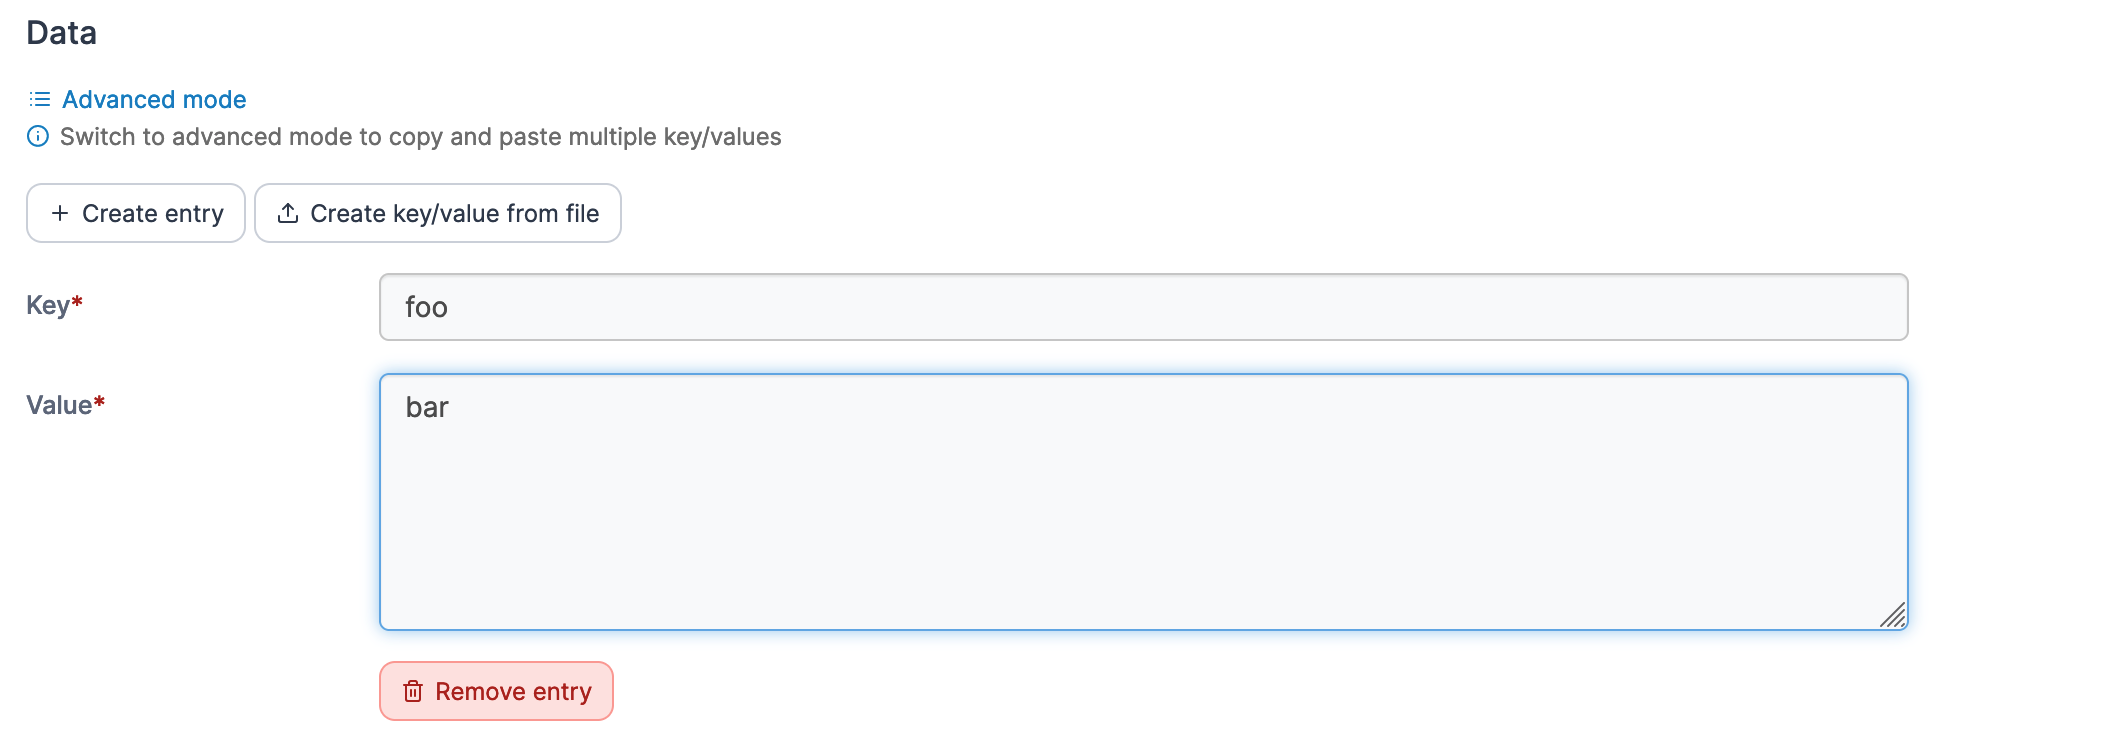 Data
Advanced mode
Switch to advanced mode to copy and paste multiple key/values
Create entry
Create key/value from file
Key*
foo
Value*
bar
Remove entry